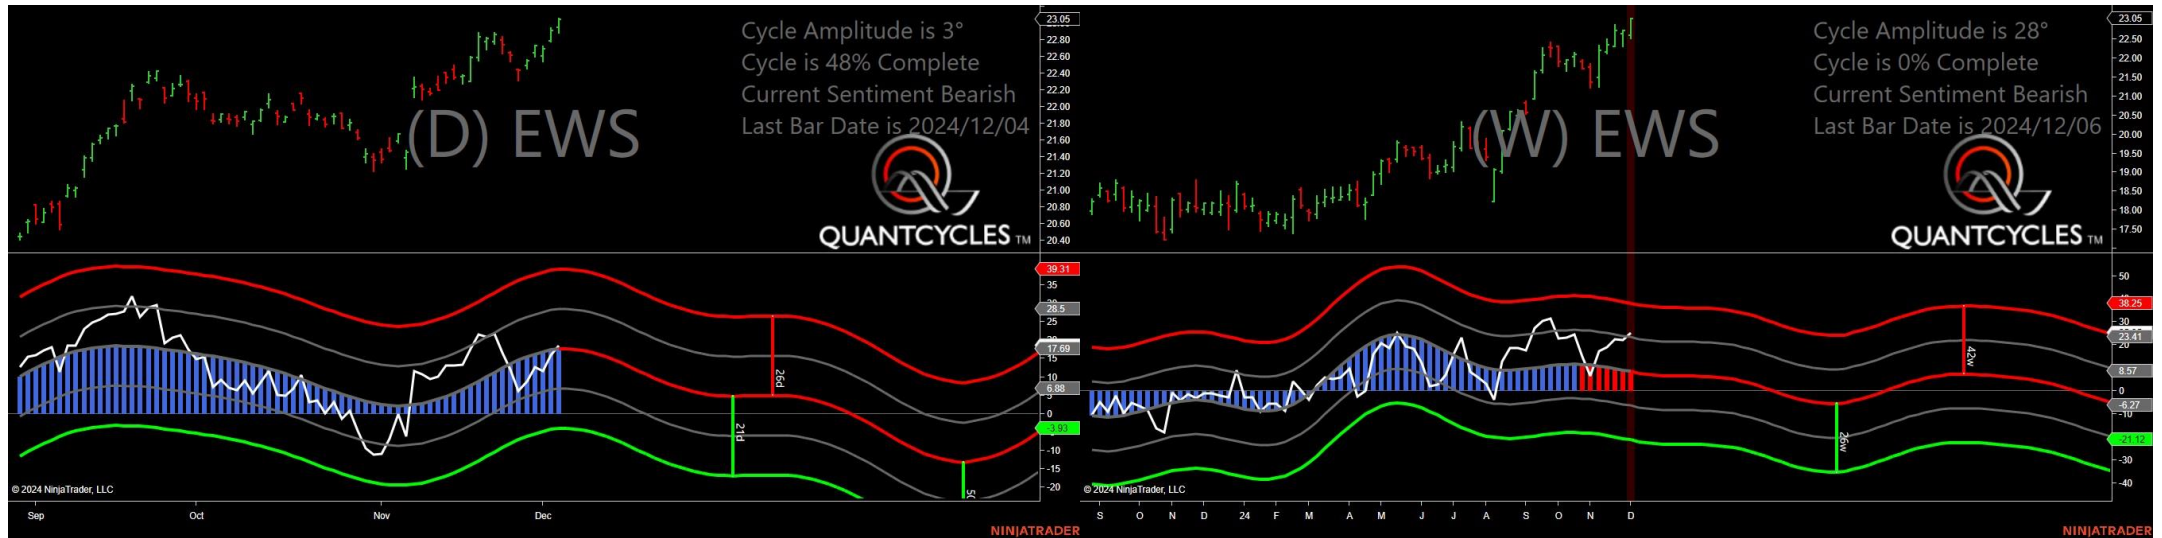 Cycle Amplitude is 3°
Cycle is 48% Complete
Current Sentiment Bearish
Last Bar Date is 2024/12/04
(D) EWS
QUANTCYCLES TM
23.05
22.80
22.60
22.40
22.20
22.00
21.80
21.60
21.40
21.20
21.00
20.80
20.60
20.40
39.31
35
28.5
25
17.69
15
10
6.88
5
0
-3.93
-10
-15
-20
26d
21d
© 2024 NinjaTrader, LLC
Sep Oct Nov Dec
NINJATRADER
Cycle Amplitude is 28°
Cycle is 0% Complete
Current Sentiment Bearish
Last Bar Date is 2024/12/06
(W) EWS
QUANTCYCLES TM
23.05
22.50
22.00
21.50
21.00
20.50
20.00
19.50
19.00
18.50
18.00
17.50
50
38.25
30
23.41
20
8.57
0
-6.27
-10
-21.12
-30
-40
42w
26w
© 2024 NinjaTrader, LLC
S O N D 24 F M A M J J A S O N D
NINJATRADER